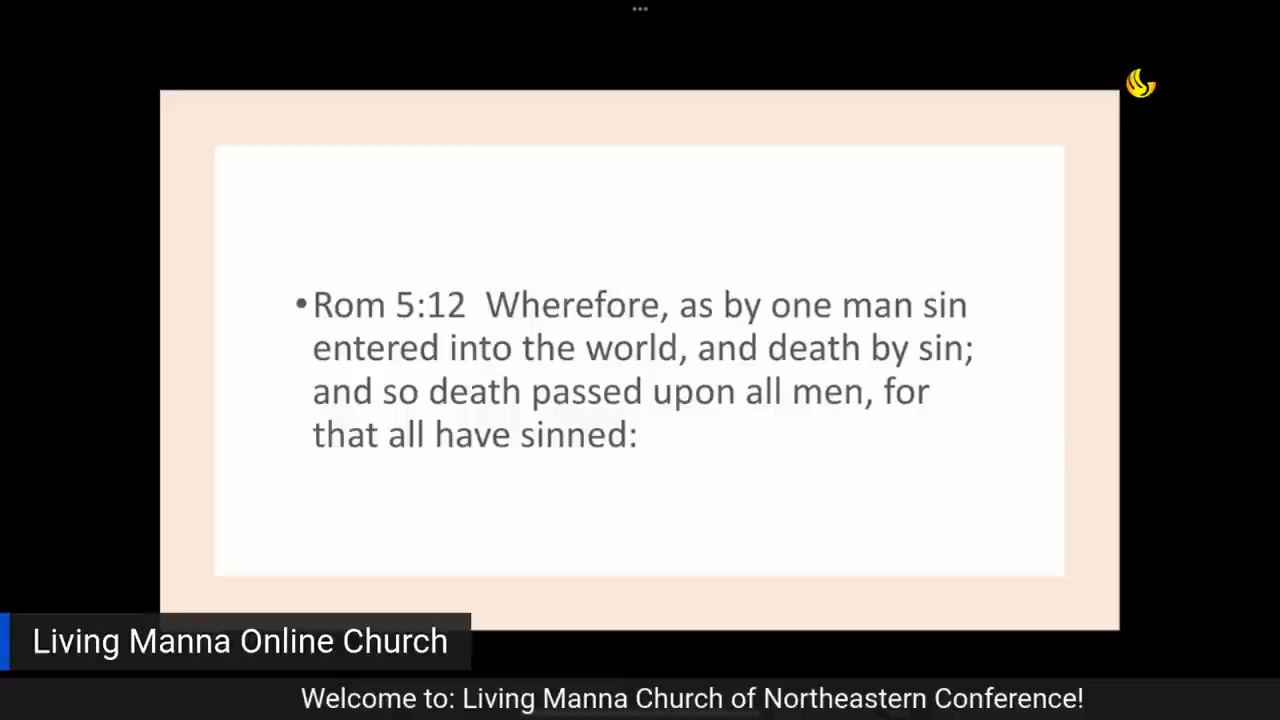 •Rom 5:12  Wherefore, as by one man sin
entered into the world, and death by sin;
and so death passed upon all men, for
that all have sinned:
Living Manna Online Church
Welcome to: Living Manna Church of Northeastern Conference!